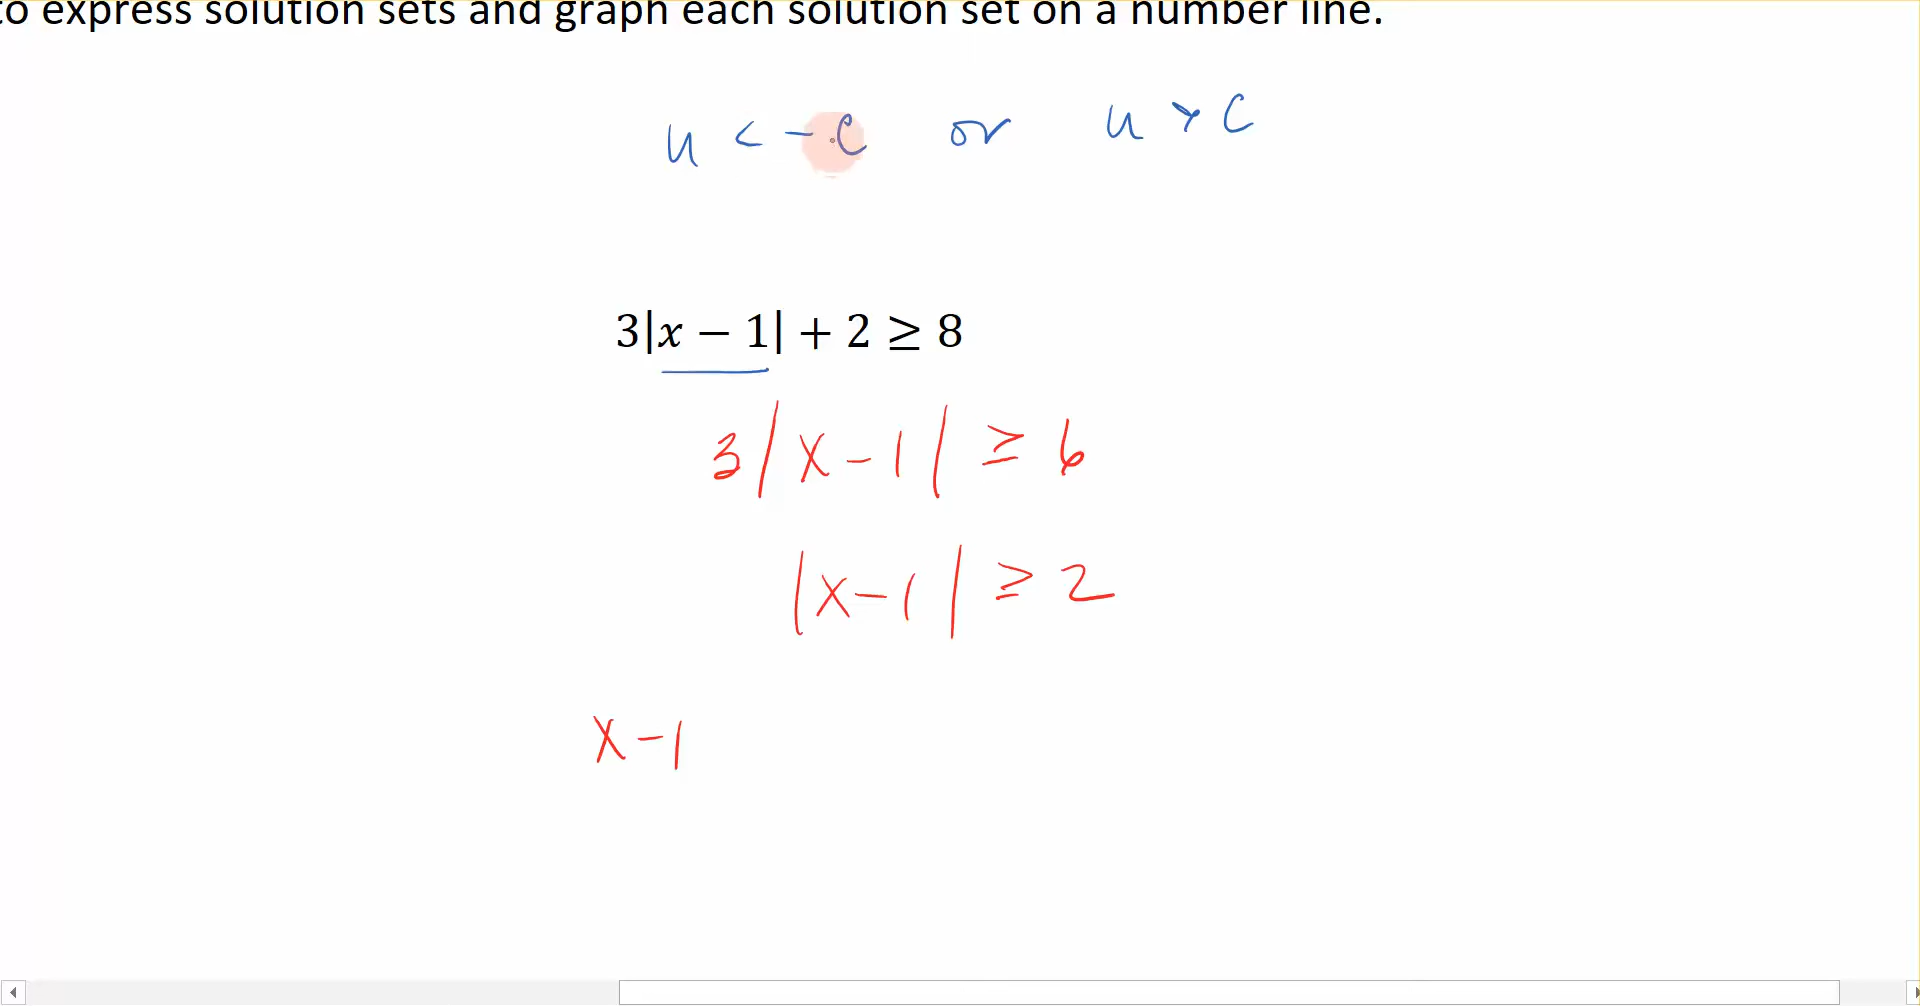 to express solution sets and graph each solution set on a number line.
u < -c or u > c
3|x − 1| + 2 ≥ 8
3|x-1| ≥ 6
|x-1| ≥ 2
x-1